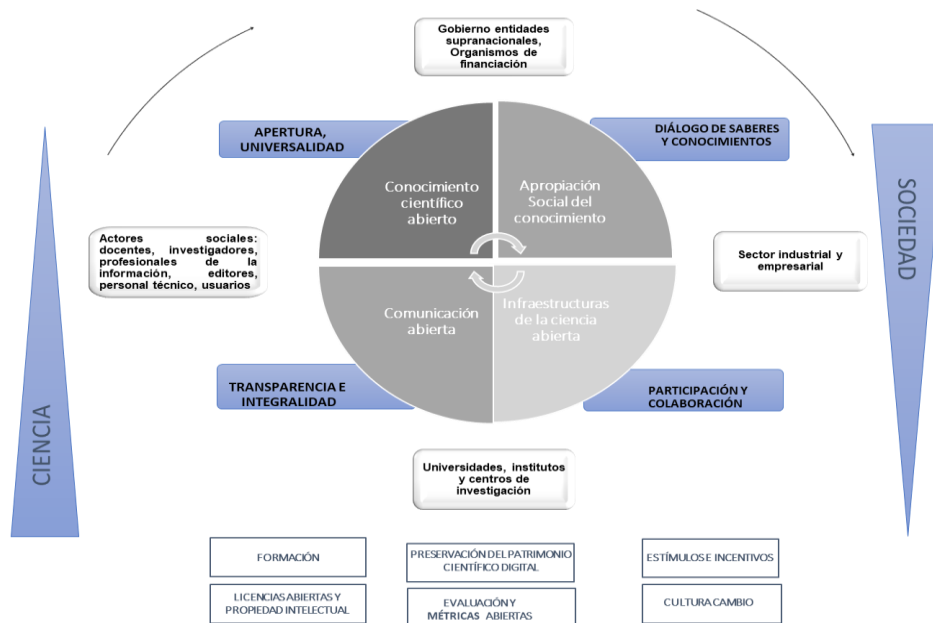 Gobierno entidades
supranacionales,
Organismos de
financiación
APERTURA,
UNIVERSALIDAD
DIÁLOGO DE SABERES
Y CONOCIMIENTOS
Conocimiento
científico
abierto
Apropiación
Social del
conocimiento
CIENCIA
SOCIEDAD
Actores sociales:
docentes, investigadores,
profesionales de la
información, editores,
personal técnico, usuarios
Sector industrial y
empresarial
Comunicación
abierta
Infraestructuras
de la ciencia
abierta
TRANSPARENCIA E
INTEGRALIDAD
PARTICIPACIÓN Y
COLABORACIÓN
Universidades, institutos
y centros de
investigación
FORMACIÓN
PRESERVACIÓN DEL PATRIMONIO
CIENTÍFICO DIGITAL
ESTÍMULOS E INCENTIVOS
LICENCIAS ABIERTAS Y
PROPIEDAD INTELECTUAL
EVALUACIÓN Y
MÉTRICAS ABIERTAS
CULTURA CAMBIO